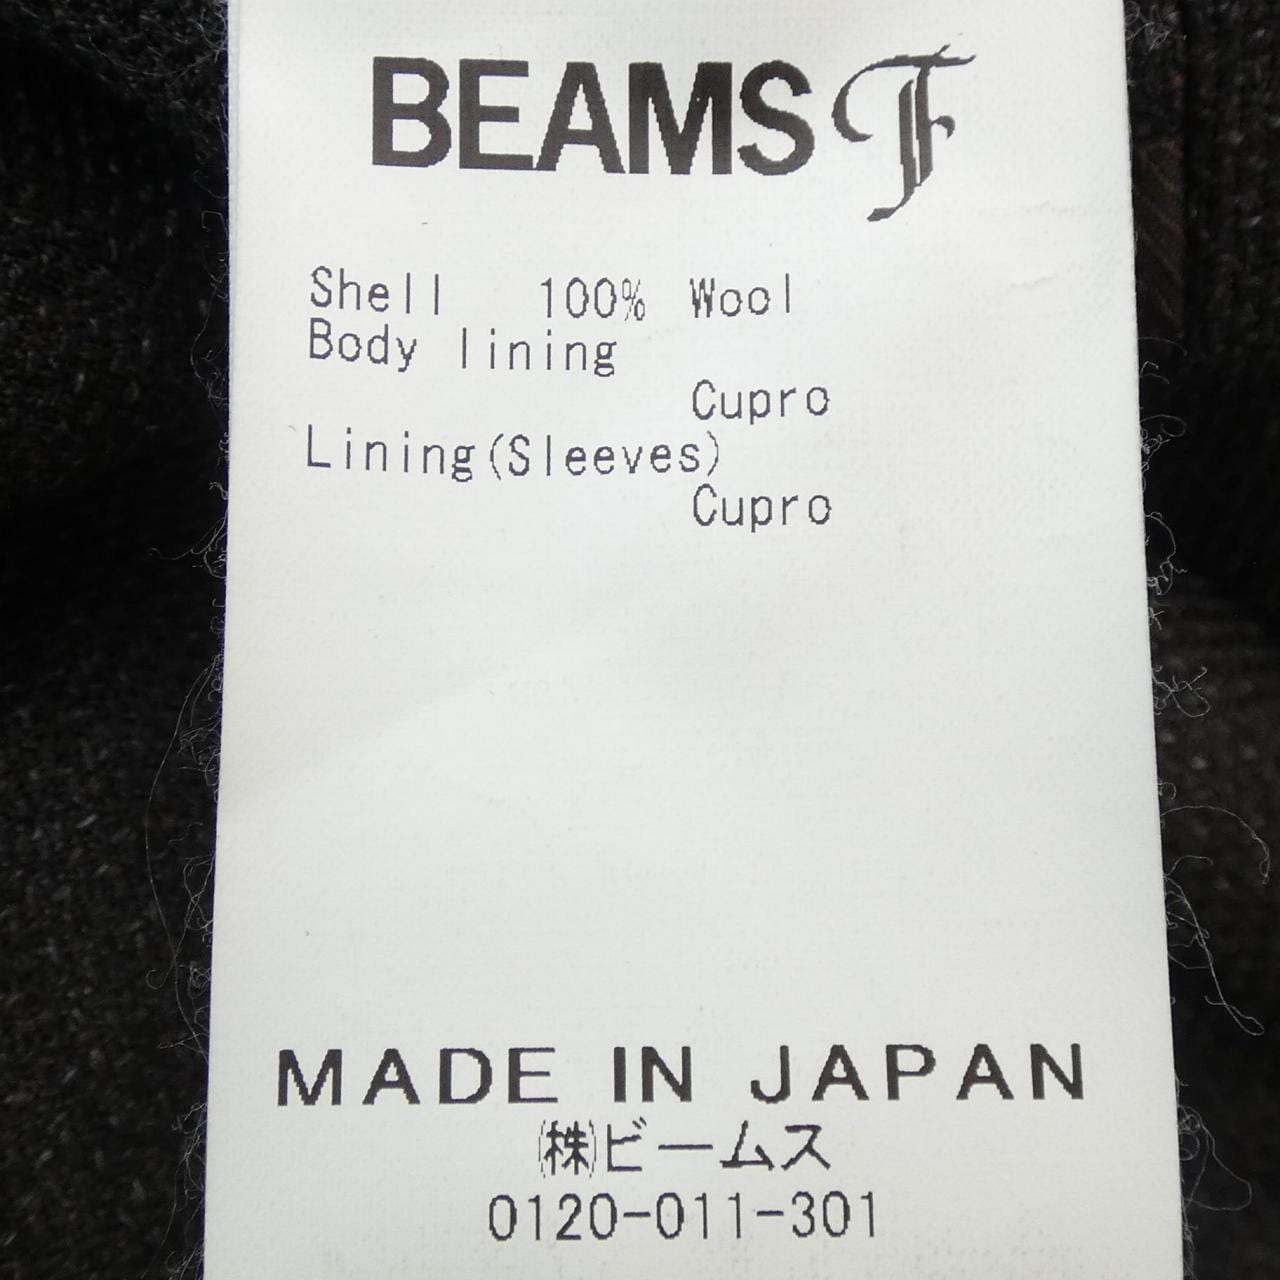 BEAMS F
Shell 100% Wool
Body lining
Cupro
Lining(Sleeves)
Cupro
MADE IN JAPAN
㈱ビームス
0120-011-301